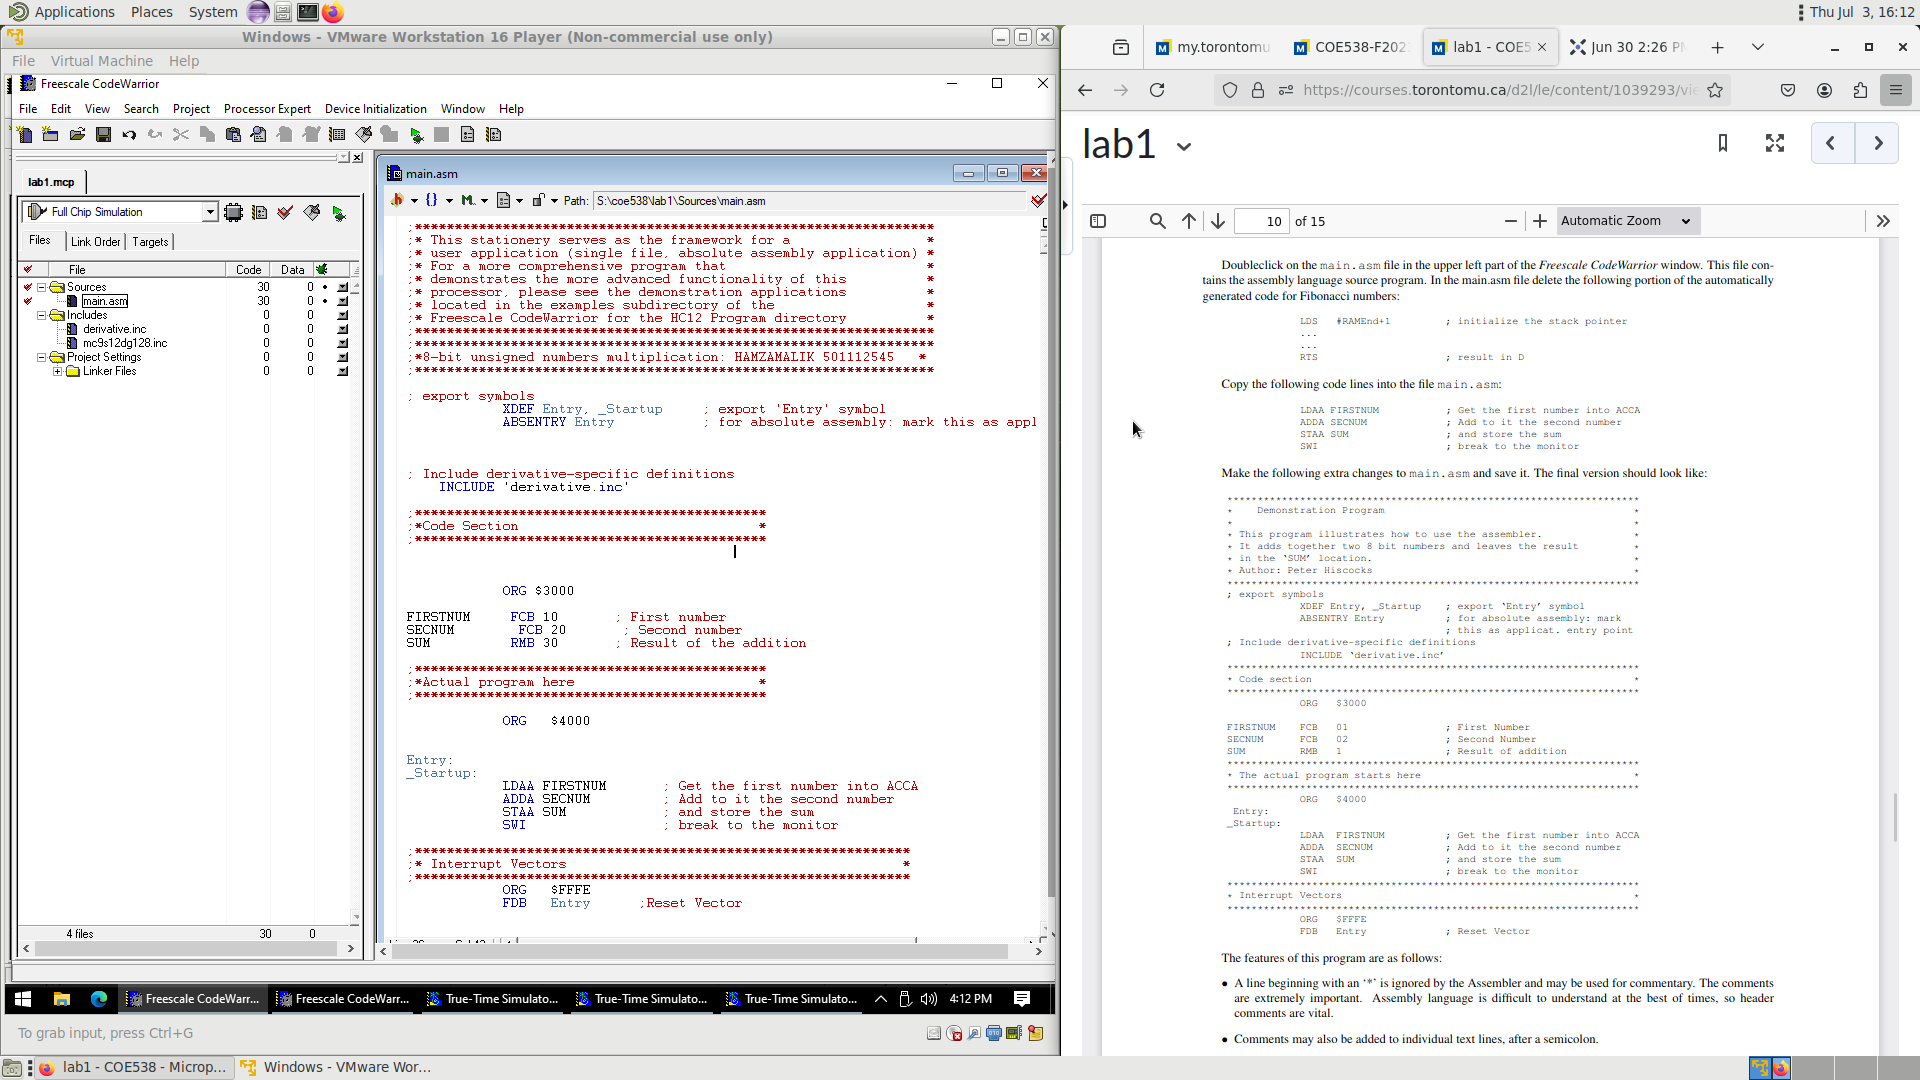 Applications Places System
Thu Jul 3, 16:12
Windows - VMware Workstation 16 Player (Non-commercial use only)
File Virtual Machine Help
Freescale CodeWarrior
File Edit View Search Project Processor Expert Device Initialization Window Help
lab1.mcp
Full Chip Simulation
Files Link Order Targets
File Code Data
Sources 30 0
main.asm 30 0
Includes 0 0
derivative.inc 0 0
mc9s12dg128.inc 0 0
Project Settings 0 0
Linker Files 0 0
4 files 30 0
main.asm
Path: S:\coe538\lab1\Sources\main.asm
;*****************************************************************
;* This stationery serves as the framework for a *
;* user application (single file, absolute assembly application) *
;* For a more comprehensive program that *
;* demonstrates the more advanced functionality of this *
;* processor, please see the demonstration applications *
;* located in the examples subdirectory of the *
;* Freescale CodeWarrior for the HC12 Program directory *
;*****************************************************************
;*****************************************************************
;*8-bit unsigned numbers multiplication: HAMZAMALIK 501112545 *
;*****************************************************************
; export symbols
XDEF Entry, _Startup ; export 'Entry' symbol
ABSENTRY Entry ; for absolute assembly: mark this as appl
; Include derivative-specific definitions
INCLUDE 'derivative.inc'
;********************************************
;*Code Section *
;********************************************
ORG $3000
FIRSTNUM FCB 10 ; First number
SECNUM FCB 20 ; Second number
SUM RMB 30 ; Result of the addition
;********************************************
;*Actual program here *
;********************************************
ORG $4000
Entry:
_Startup:
LDAA FIRSTNUM ; Get the first number into ACCA
ADDA SECNUM ; Add to it the second number
STAA SUM ; and store the sum
SWI ; break to the monitor
;**************************************************************
;* Interrupt Vectors *
;**************************************************************
ORG $FFFE
FDB Entry ;Reset Vector
Freescale CodeWarr... Freescale CodeWarr... True-Time Simulato... True-Time Simulato... True-Time Simulato... 4:12 PM
To grab input, press Ctrl+G
lab1 - COE538 - Microp... Windows - VMware Wor...
my.torontomu COE538-F202 lab1 - COE5 Jun 30 2:26 P
https://courses.torontomu.ca/d2l/le/content/1039293/vie
lab1
10 of 15 Automatic Zoom
Doubleclick on the main.asm file in the upper left part of the Freescale CodeWarrior window. This file con-
tains the assembly language source program. In the main.asm file delete the following portion of the automatically
generated code for Fibonacci numbers:
LDS #RAMEnd+1 ; initialize the stack pointer
...
...
RTS ; result in D
Copy the following code lines into the file main.asm:
LDAA FIRSTNUM ; Get the first number into ACCA
ADDA SECNUM ; Add to it the second number
STAA SUM ; and store the sum
SWI ; break to the monitor
Make the following extra changes to main.asm and save it. The final version should look like:
********************************************************************
* Demonstration Program *
* *
* This program illustrates how to use the assembler. *
* It adds together two 8 bit numbers and leaves the result *
* in the ‘SUM’ location. *
* Author: Peter Hiscocks *
********************************************************************
; export symbols
XDEF Entry, _Startup ; export ‘Entry’ symbol
ABSENTRY Entry ; for absolute assembly: mark
; this as applicat. entry point
; Include derivative-specific definitions
INCLUDE ‘derivative.inc’
********************************************************************
* Code section *
********************************************************************
ORG $3000
FIRSTNUM FCB 01 ; First Number
SECNUM FCB 02 ; Second Number
SUM RMB 1 ; Result of addition
********************************************************************
* The actual program starts here *
********************************************************************
ORG $4000
Entry:
_Startup:
LDAA FIRSTNUM ; Get the first number into ACCA
ADDA SECNUM ; Add to it the second number
STAA SUM ; and store the sum
SWI ; break to the monitor
********************************************************************
* Interrupt Vectors *
********************************************************************
ORG $FFFE
FDB Entry ; Reset Vector
The features of this program are as follows:
• A line beginning with an ‘*’ is ignored by the Assembler and may be used for commentary. The comments
are extremely important. Assembly language is difficult to understand at the best of times, so header
comments are vital.
• Comments may also be added to individual text lines, after a semicolon.